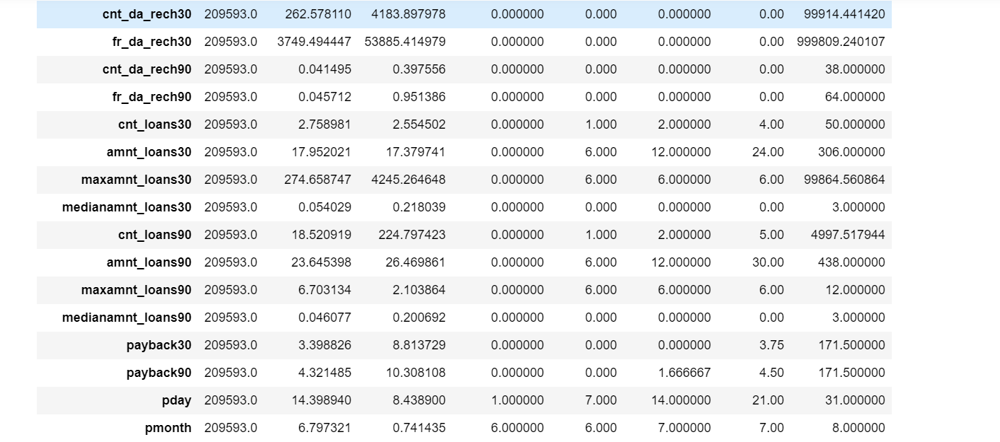 cnt_da_rech30 209593.0 262.578110 4183.897978 0.000000 0.000 0.000000 0.00 99914.441420
fr_da_rech30 209593.0 3749.494447 53885.414979 0.000000 0.000 0.000000 0.00 999809.240107
cnt_da_rech90 209593.0 0.041495 0.397556 0.000000 0.000 0.000000 0.00 38.000000
fr_da_rech90 209593.0 0.045712 0.951386 0.000000 0.000 0.000000 0.00 64.000000
cnt_loans30 209593.0 2.758981 2.554502 0.000000 1.000 2.000000 4.00 50.000000
amnt_loans30 209593.0 17.952021 17.379741 0.000000 6.000 12.000000 24.00 306.000000
maxamnt_loans30 209593.0 274.658747 4245.264648 0.000000 6.000 6.000000 6.00 99864.560864
medianamnt_loans30 209593.0 0.054029 0.218039 0.000000 0.000 0.000000 0.00 3.000000
cnt_loans90 209593.0 18.520919 224.797423 0.000000 1.000 2.000000 5.00 4997.517944
amnt_loans90 209593.0 23.645398 26.469861 0.000000 6.000 12.000000 30.00 438.000000
maxamnt_loans90 209593.0 6.703134 2.103864 0.000000 6.000 6.000000 6.00 12.000000
medianamnt_loans90 209593.0 0.046077 0.200692 0.000000 0.000 0.000000 0.00 3.000000
payback30 209593.0 3.398826 8.813729 0.000000 0.000 0.000000 3.75 171.500000
payback90 209593.0 4.321485 10.308108 0.000000 0.000 1.666667 4.50 171.500000
pday 209593.0 14.398940 8.438900 1.000000 7.000 14.000000 21.00 31.000000
pmonth 209593.0 6.797321 0.741435 6.000000 6.000 7.000000 7.00 8.000000